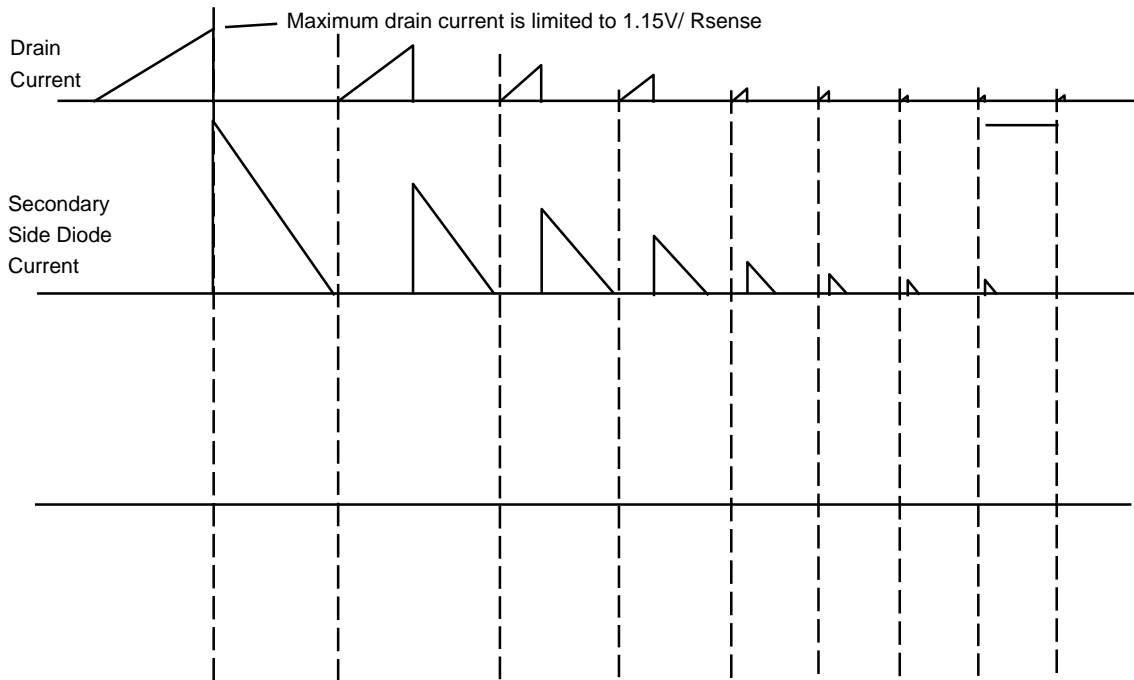 Maximum drain current is limited to 1.15V/ Rsense
Drain
Current
Secondary
Side Diode
Current